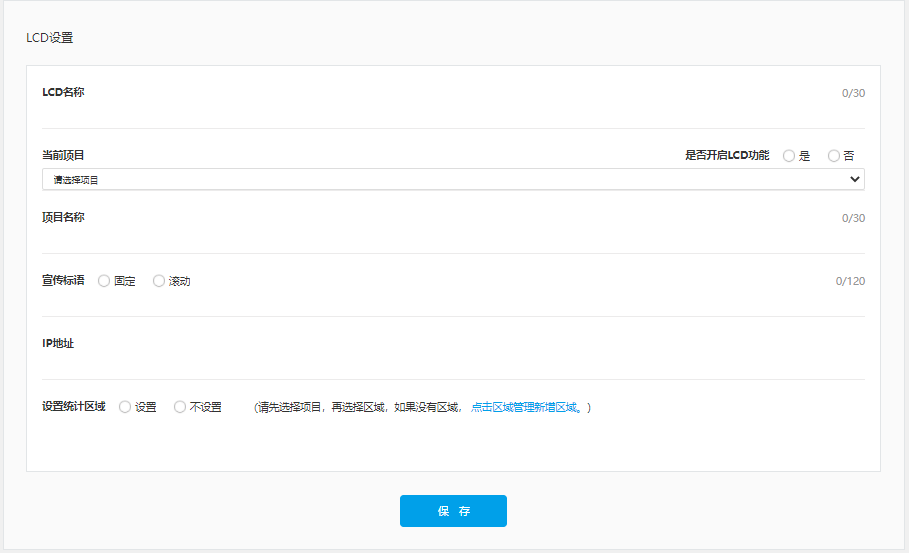 LCD设置
LCD名称 0/30
当前项目 是否开启LCD功能 是 否
请选择项目
项目名称 0/30
宣传标语 固定 滚动 0/120
IP地址
设置统计区域 设置 不设置 (请先选择项目，再选择区域，如果没有区域， 点击区域管理新增区域。)
保 存